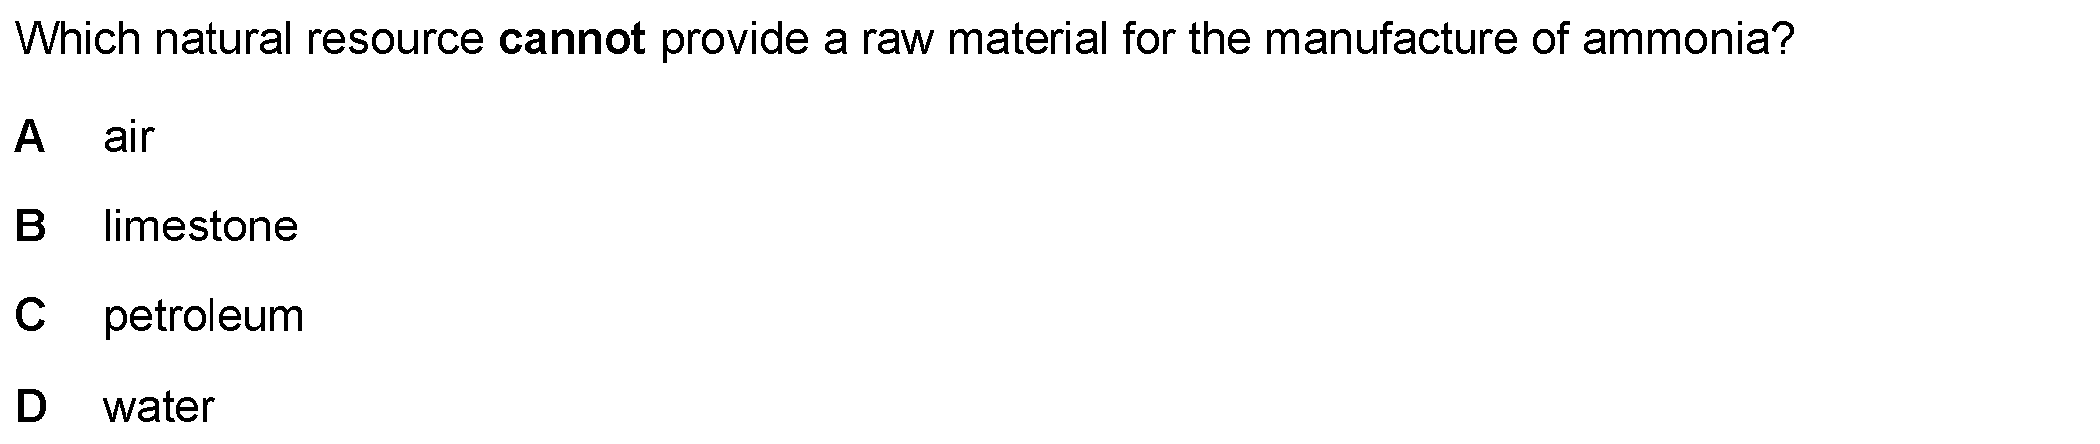 Which natural resource cannot provide a raw material for the manufacture of ammonia?
A air
B limestone
C petroleum
D water